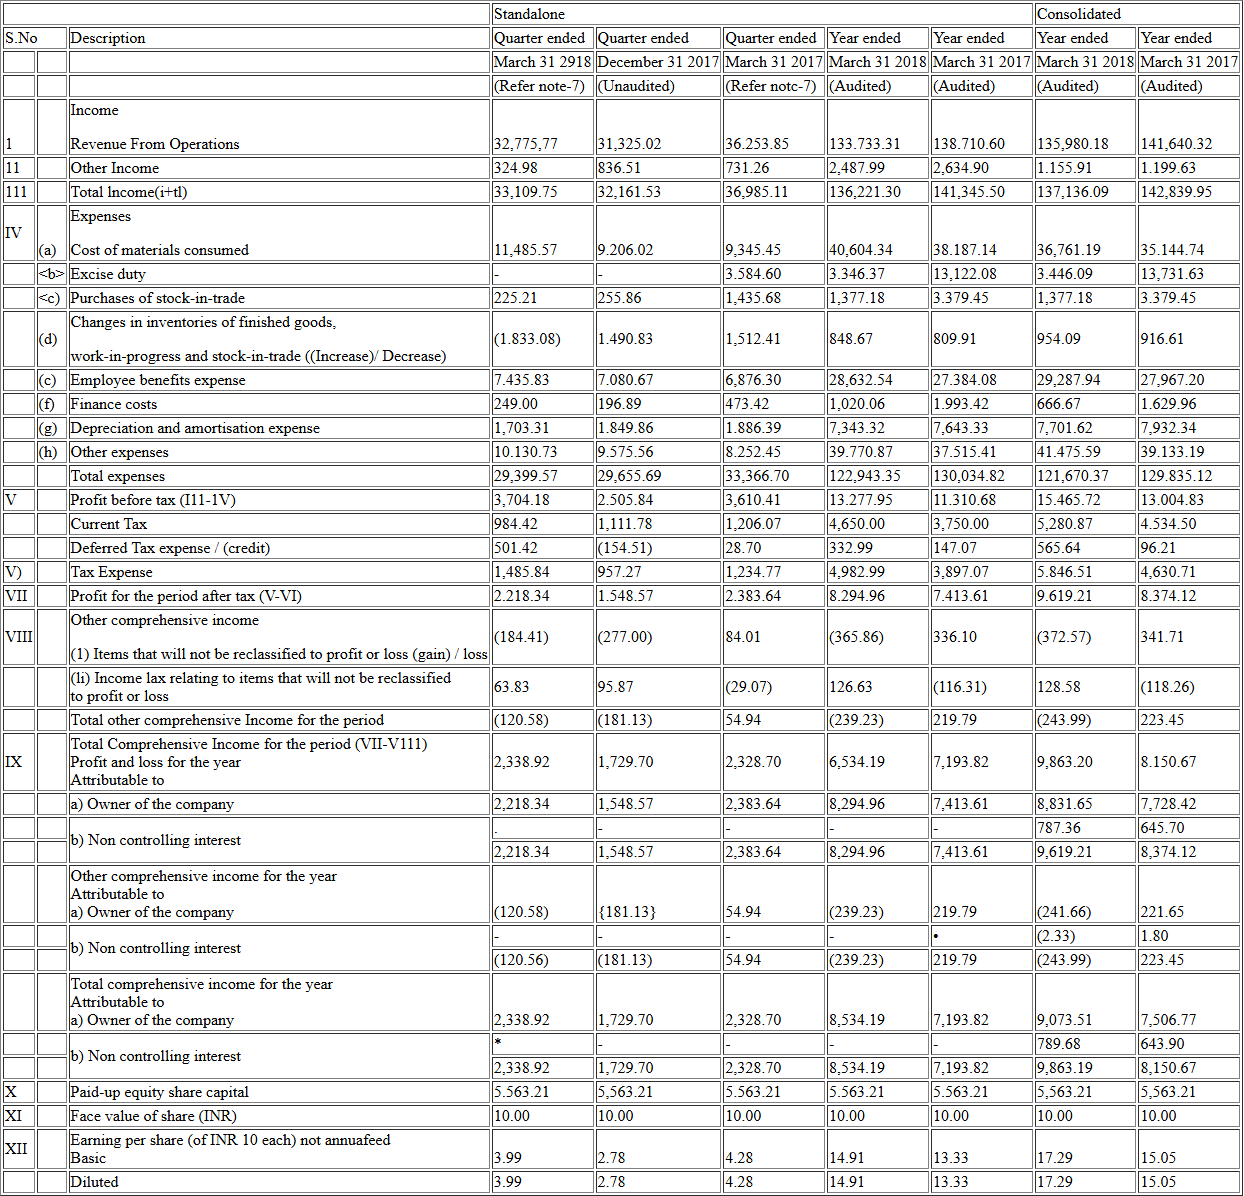 Standalone Consolidated
S.No Description Quarter ended Quarter ended Quarter ended Year ended Year ended Year ended Year ended
March 31 2918 December 31 2017 March 31 2017 March 31 2018 March 31 2017 March 31 2018 March 31 2017
(Refer note-7) (Unaudited) (Refer notc-7) (Audited) (Audited) (Audited) (Audited)
Income
1 Revenue From Operations 32,775,77 31,325.02 36.253.85 133.733.31 138.710.60 135,980.18 141,640.32
11 Other Income 324.98 836.51 731.26 2,487.99 2,634.90 1.155.91 1.199.63
111 Total lncome(i+tl) 33,109.75 32,161.53 36,985.11 136,221.30 141,345.50 137,136.09 142,839.95
Expenses
IV (a) Cost of materials consumed 11,485.57 9.206.02 9,345.45 40,604.34 38.187.14 36,761.19 35.144.74
<b> Excise duty - - 3.584.60 3.346.37 13,122.08 3.446.09 13,731.63
<c) Purchases of stock-in-trade 225.21 255.86 1,435.68 1,377.18 3.379.45 1,377.18 3.379.45
Changes in inventories of finished goods,
(d) (1.833.08) 1.490.83 1,512.41 848.67 809.91 954.09 916.61
work-in-progress and stock-in-trade ((Increase)/ Decrease)
(c) Employee benefits expense 7.435.83 7.080.67 6,876.30 28,632.54 27.384.08 29,287.94 27,967.20
(f) Finance costs 249.00 196.89 473.42 1,020.06 1.993.42 666.67 1.629.96
(g) Depreciation and amortisation expense 1,703.31 1.849.86 1.886.39 7,343.32 7,643.33 7,701.62 7,932.34
(h) Other expenses 10.130.73 9.575.56 8.252.45 39.770.87 37.515.41 41.475.59 39.133.19
Total expenses 29,399.57 29,655.69 33,366.70 122,943.35 130,034.82 121,670.37 129.835.12
V Profit before tax (I11-1V) 3,704.18 2.505.84 3,610.41 13.277.95 11.310.68 15.465.72 13.004.83
Current Tax 984.42 1,111.78 1,206.07 4,650.00 3,750.00 5,280.87 4.534.50
Deferred Tax expense / (credit) 501.42 (154.51) 28.70 332.99 147.07 565.64 96.21
V) Tax Expense 1,485.84 957.27 1,234.77 4,982.99 3,897.07 5.846.51 4,630.71
VII Profit for the period after tax (V-VI) 2.218.34 1.548.57 2.383.64 8.294.96 7.413.61 9.619.21 8.374.12
Other comprehensive income
VIII (184.41) (277.00) 84.01 (365.86) 336.10 (372.57) 341.71
(1) Items that will not be reclassified to profit or loss (gain) / loss
(li) Income lax relating to items that will not be reclassified
to profit or loss 63.83 95.87 (29.07) 126.63 (116.31) 128.58 (118.26)
Total other comprehensive Income for the period (120.58) (181.13) 54.94 (239.23) 219.79 (243.99) 223.45
Total Comprehensive Income for the period (VII-V111)
IX Profit and loss for the year 2,338.92 1,729.70 2,328.70 6,534.19 7,193.82 9,863.20 8.150.67
Attributable to
a) Owner of the company 2,218.34 1,548.57 2,383.64 8,294.96 7,413.61 8,831.65 7,728.42
. - - - - 787.36 645.70
b) Non controlling interest
2,218.34 1,548.57 2,383.64 8,294.96 7,413.61 9,619.21 8,374.12
Other comprehensive income for the year
Attributable to
a) Owner of the company (120.58) {181.13} 54.94 (239.23) 219.79 (241.66) 221.65
- - - - • (2.33) 1.80
b) Non controlling interest
(120.56) (181.13) 54.94 (239.23) 219.79 (243.99) 223.45
Total comprehensive income for the year
Attributable to
a) Owner of the company 2,338.92 1,729.70 2,328.70 8,534.19 7,193.82 9,073.51 7,506.77
* - - - - 789.68 643.90
b) Non controlling interest
2,338.92 1,729.70 2,328.70 8,534.19 7,193.82 9,863.19 8,150.67
X Paid-up equity share capital 5.563.21 5,563.21 5.563.21 5.563.21 5.563.21 5,563.21 5,563.21
XI Face value of share (INR) 10.00 10.00 10.00 10.00 10.00 10.00 10.00
XII Earning per share (of INR 10 each) not annuafeed
Basic 3.99 2.78 4.28 14.91 13.33 17.29 15.05
Diluted 3.99 2.78 4.28 14.91 13.33 17.29 15.05